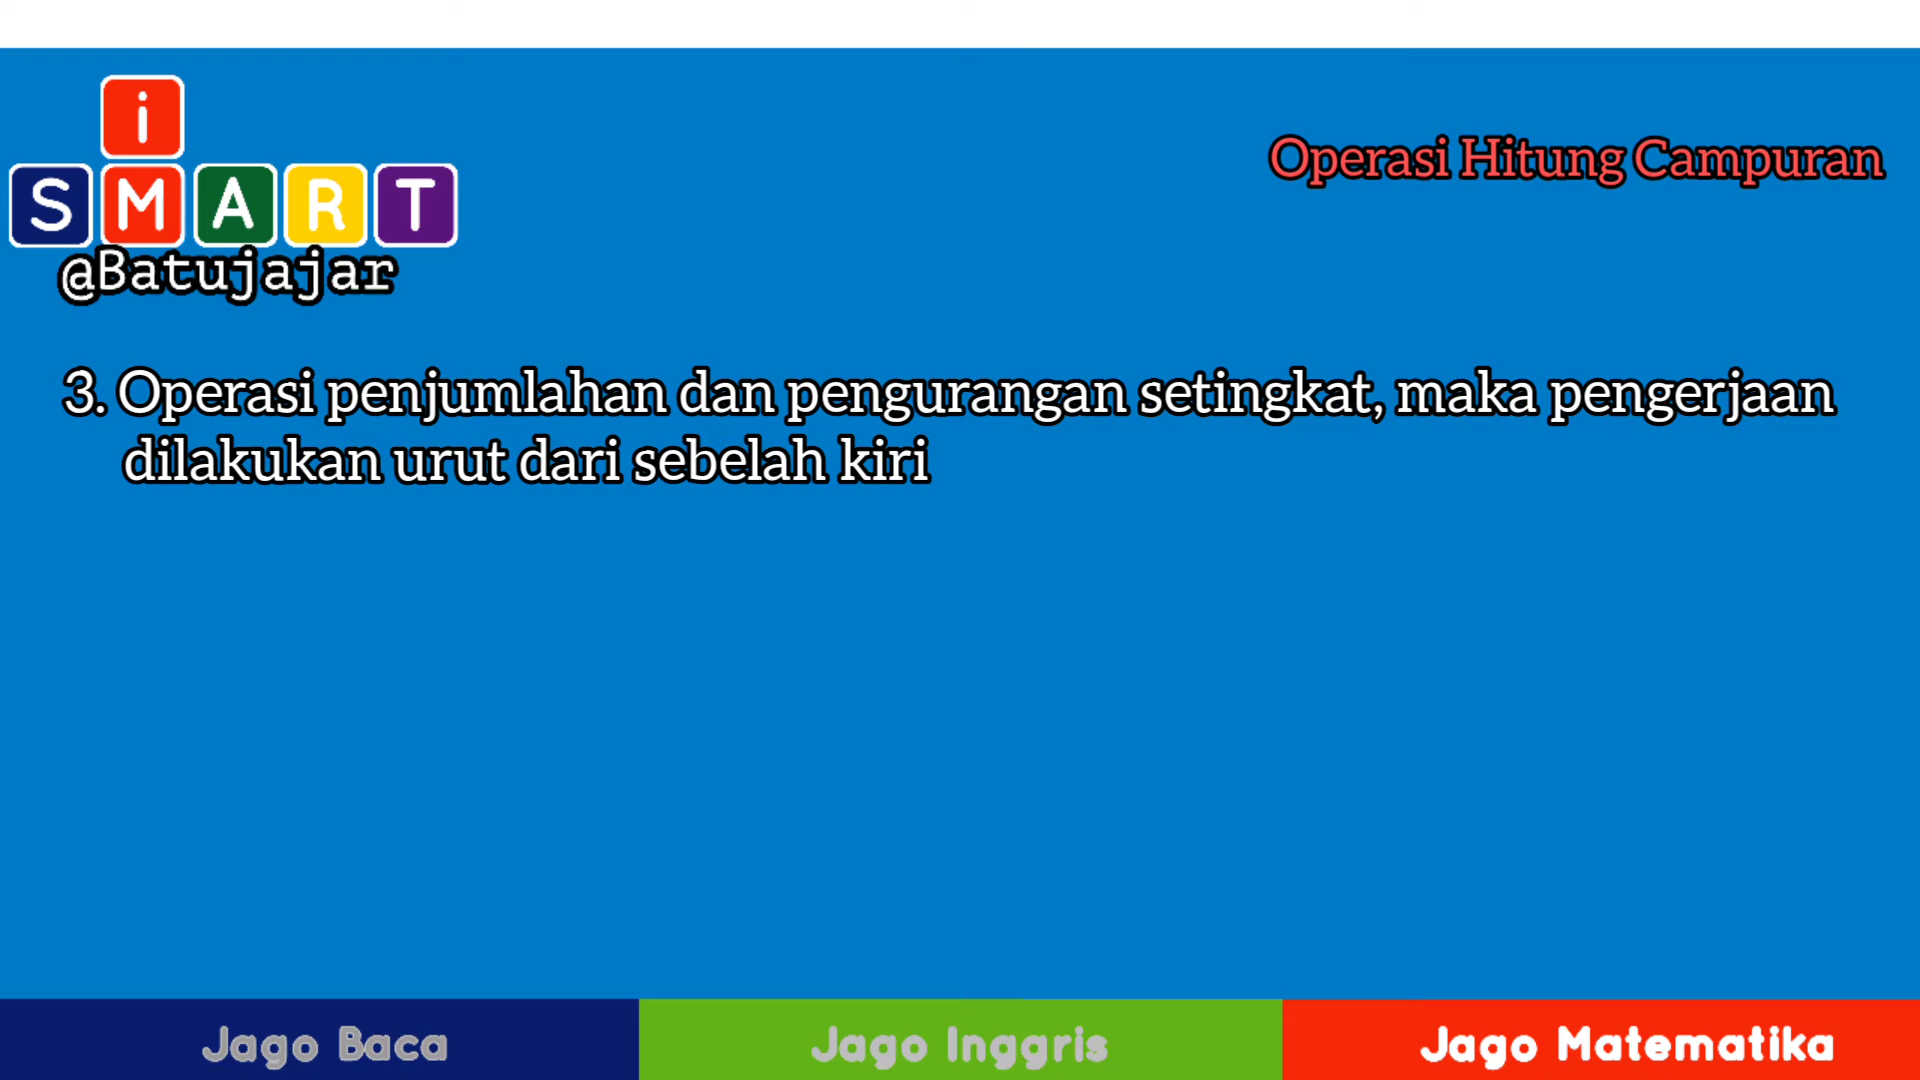 i
SMART
@Batujajar
Operasi Hitung Campuran
3. Operasi penjumlahan dan pengurangan setingkat, maka pengerjaan
dilakukan urut dari sebelah kiri
Jago Baca
Jago Inggris
Jago Matematika